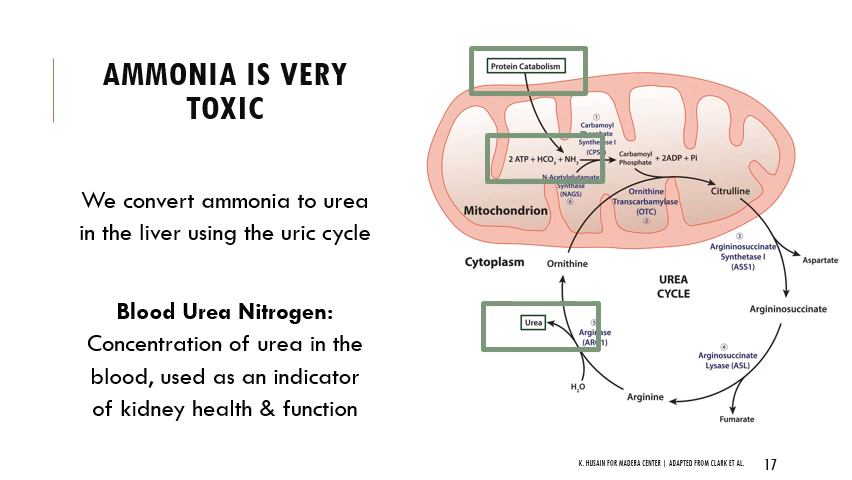 AMMONIA IS VERY
TOXIC
We convert ammonia to urea
in the liver using the uric cycle
Blood Urea Nitrogen:
Concentration of urea in the
blood, used as an indicator
of kidney health & function
Protein Catabolism
①
Carbamoyl
Phosphate
Synthetase I
(CPS1)
2 ATP + HCO3 + NH3
Carbamoyl
Phosphate
+ 2ADP + Pi
N-Acetylglutamate
Synthase
(NAGS)
⑥
Ornithine
Transcarbamylase
(OTC)
②
Citrulline
Mitochondrion
Cytoplasm
Ornithine
UREA
CYCLE
③
Argininosuccinate
Synthetase I
(ASS1)
Aspartate
Argininosuccinate
Urea
⑤
Arginase
(ARG1)
④
Arginosuccinate
Lysase (ASL)
H2O
Arginine
Fumarate
K. HUSAIN FOR MADERA CENTER | ADAPTED FROM CLARK ET AL.
17